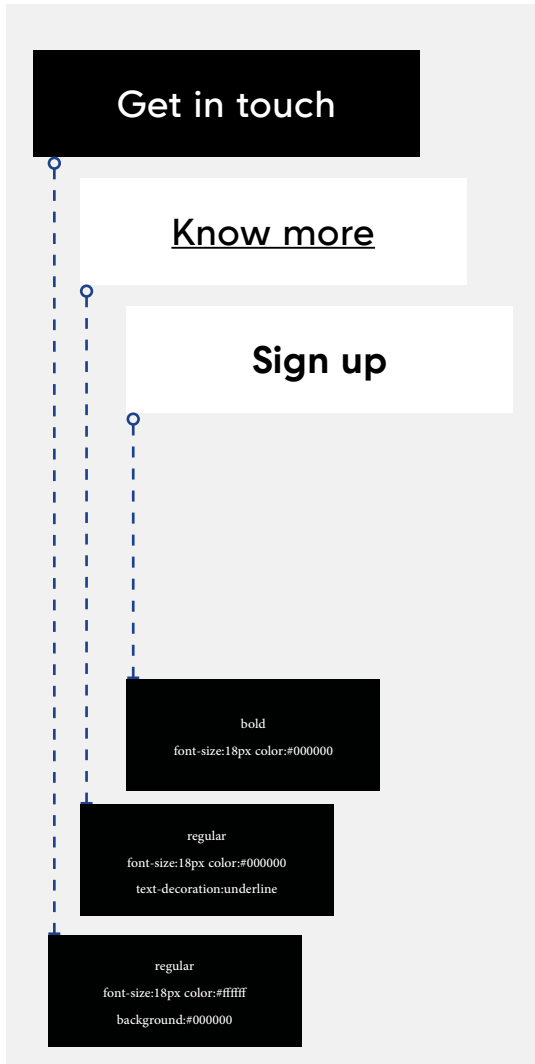 Get in touch
Know more
Sign up
bold
font-size:18px color:#000000
regular
font-size:18px color:#000000
text-decoration:underline
regular
font-size:18px color:#ffffff
background:#000000